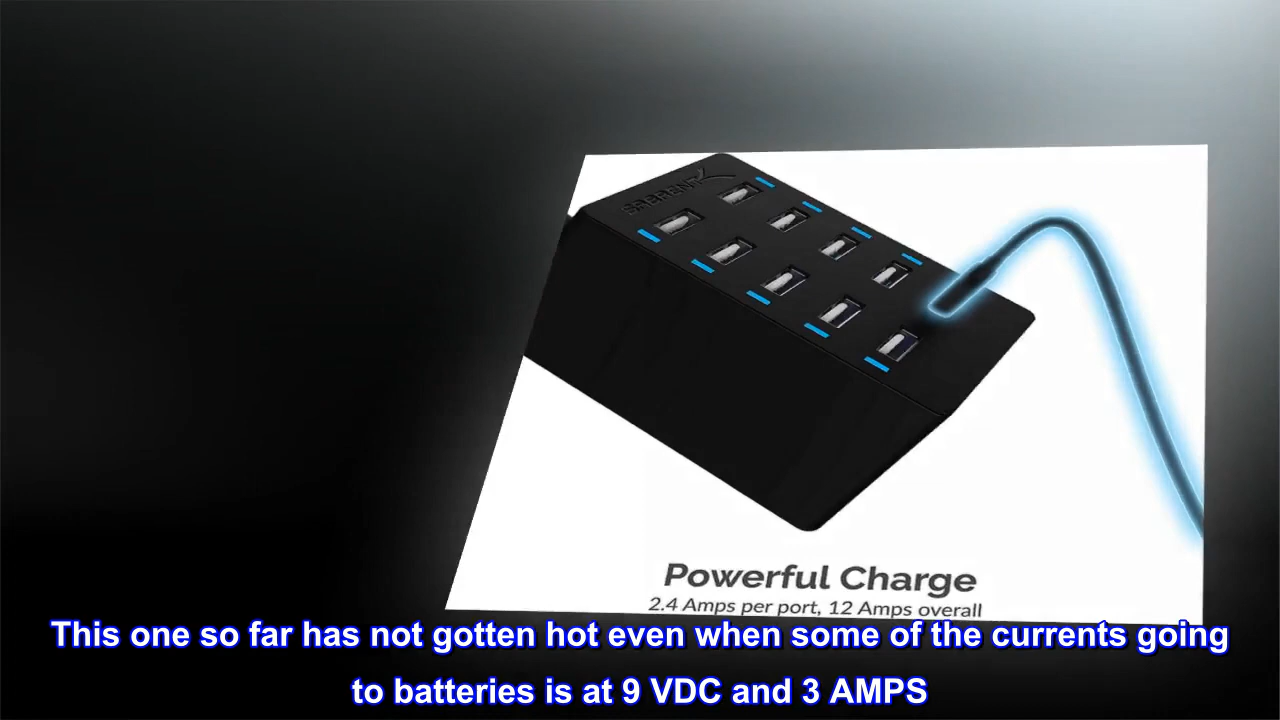 SABRENT
Powerful Charge
2.4 Amps per port, 12 Amps overall
This one so far has not gotten hot even when some of the currents going
to batteries is at 9 VDC and 3 AMPS